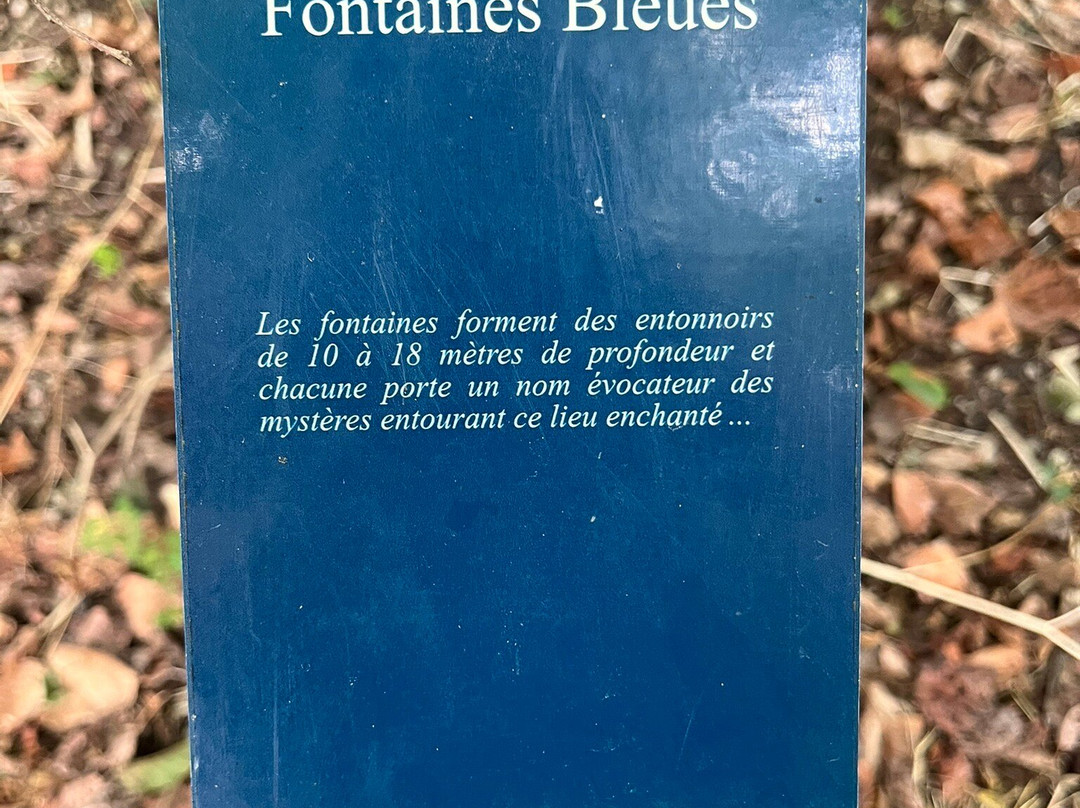 Fontaines Bleues
Les fontaines forment des entonnoirs
de 10 à 18 mètres de profondeur et
chacune porte un nom évocateur des
mystères entourant ce lieu enchanté ...